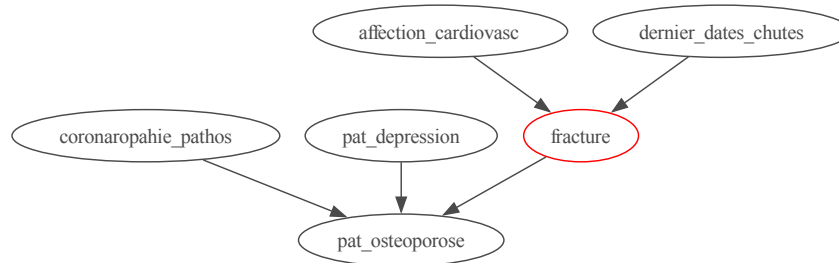 affection_cardiovasc
dernier_dates_chutes
coronaropahie_pathos
pat_depression
fracture
pat_osteoporose